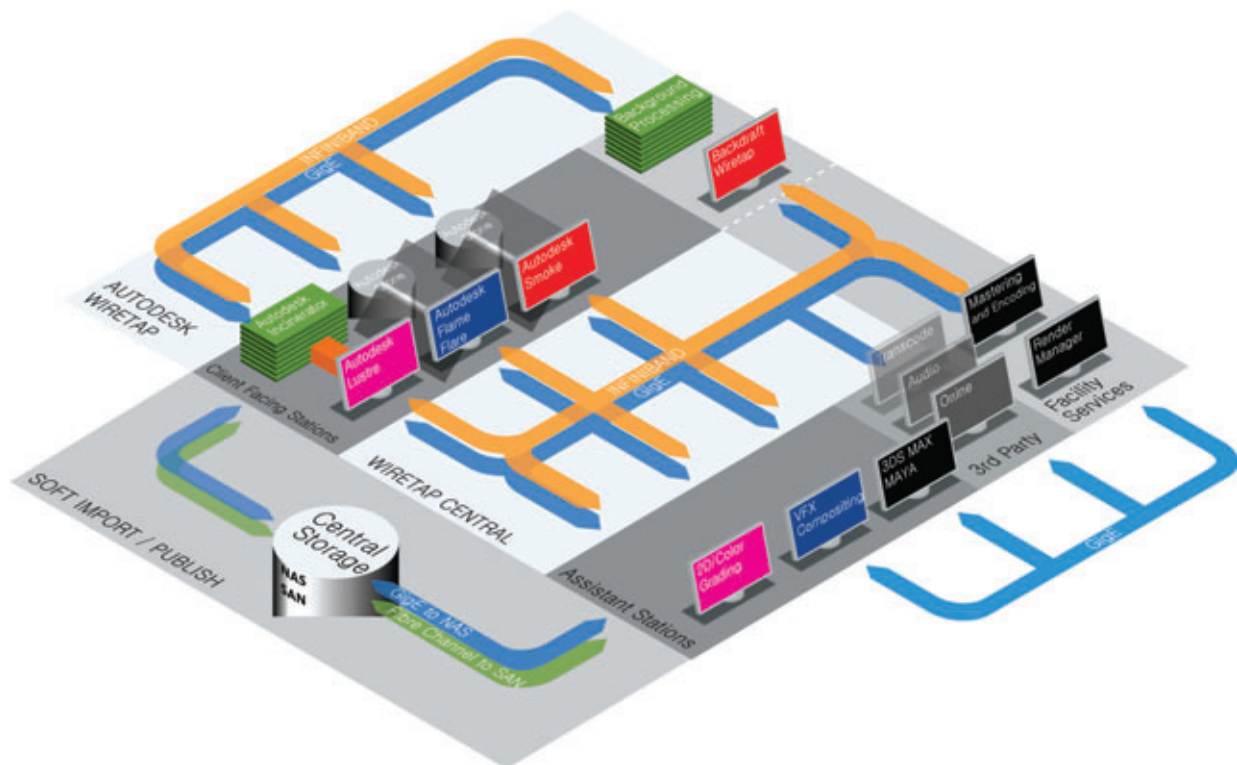 Background
Processing
Backdraft
Wiretap
INFINIBAND
GigE
Autodesk
Autodesk
Autodesk
Smoke
Autodesk
Flame
Flare
Autodesk
Incinerator
Autodesk
Lustre
AUTODESK
WIRETAP
Client Facing Stations
Mastering
and Encoding
Render
Manager
Transcode
Audio
Online
Facility
Services
INFINIBAND
GigE
3DS MAX
MAYA
3rd Party
VFX
Compositing
2D/Color
Grading
WIRETAP CENTRAL
Assistant Stations
GigE
SOFT IMPORT / PUBLISH
Central
Storage
NAS
SAN
GigE to NAS
Fibre Channel to SAN